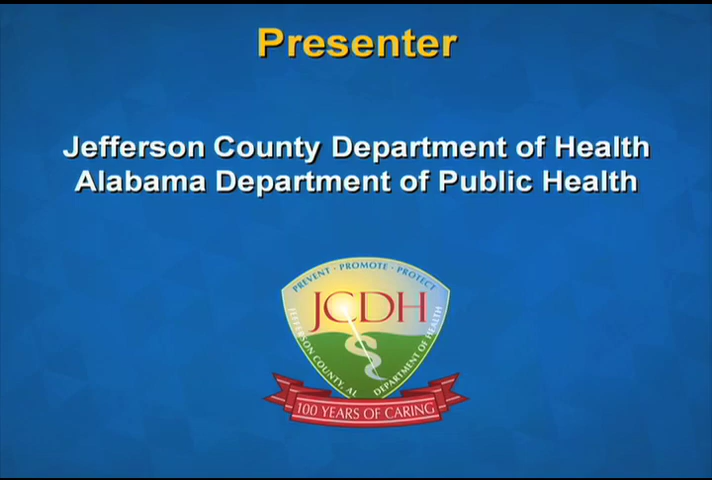 Presenter
Jefferson County Department of Health
Alabama Department of Public Health
PREVENT · PROMOTE · PROTECT
JCDH
JEFFERSON COUNTY, AL
DEPARTMENT OF HEALTH
100 YEARS OF CARING